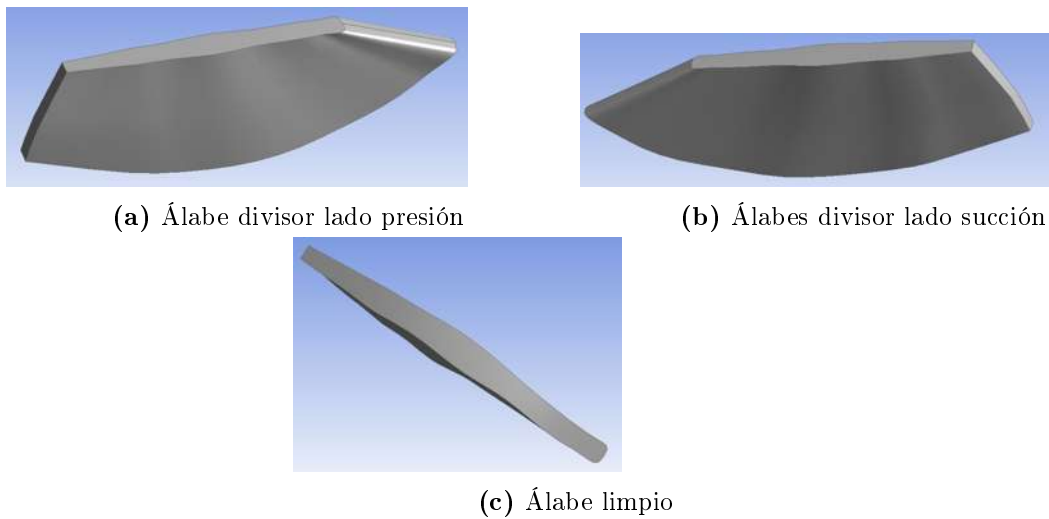 (a) Álabe divisor lado presión
(b) Álabes divisor lado succión
(c) Álabe limpio